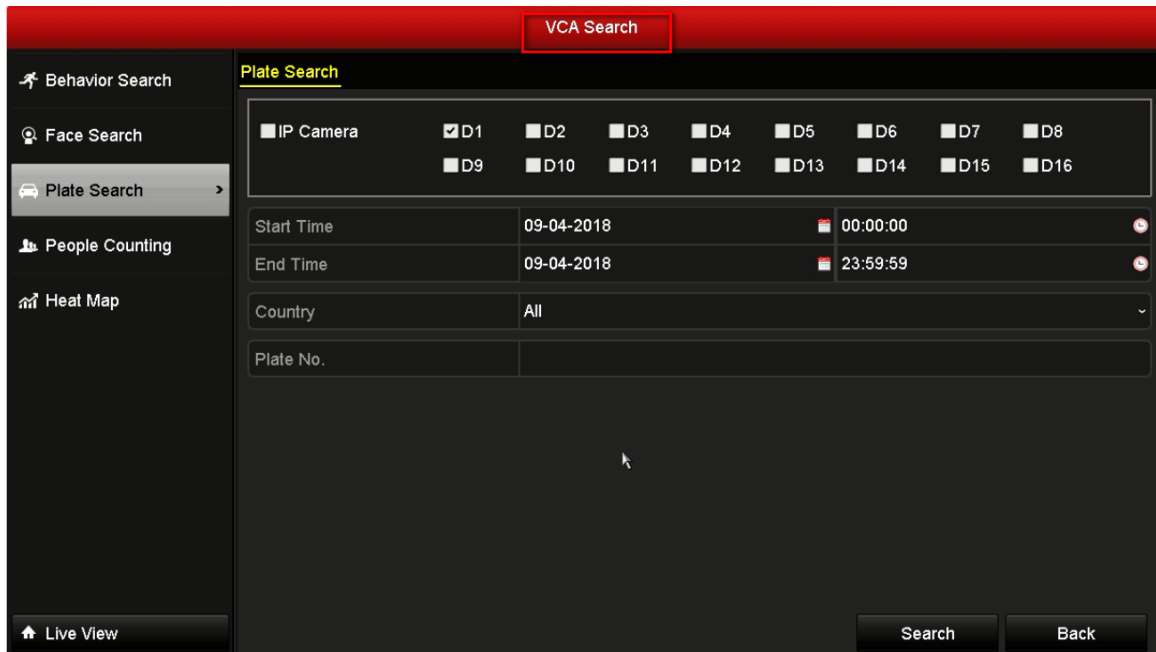 VCA Search
Behavior Search
Face Search
Plate Search
People Counting
Heat Map
Live View
Plate Search
IP Camera D1 D2 D3 D4 D5 D6 D7 D8
D9 D10 D11 D12 D13 D14 D15 D16
Start Time 09-04-2018 00:00:00
End Time 09-04-2018 23:59:59
Country All
Plate No.
Search Back